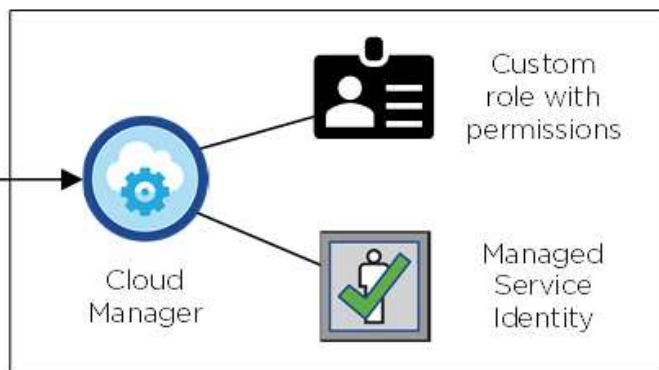 Custom
role with
permissions
Cloud
Manager
Managed
Service
Identity